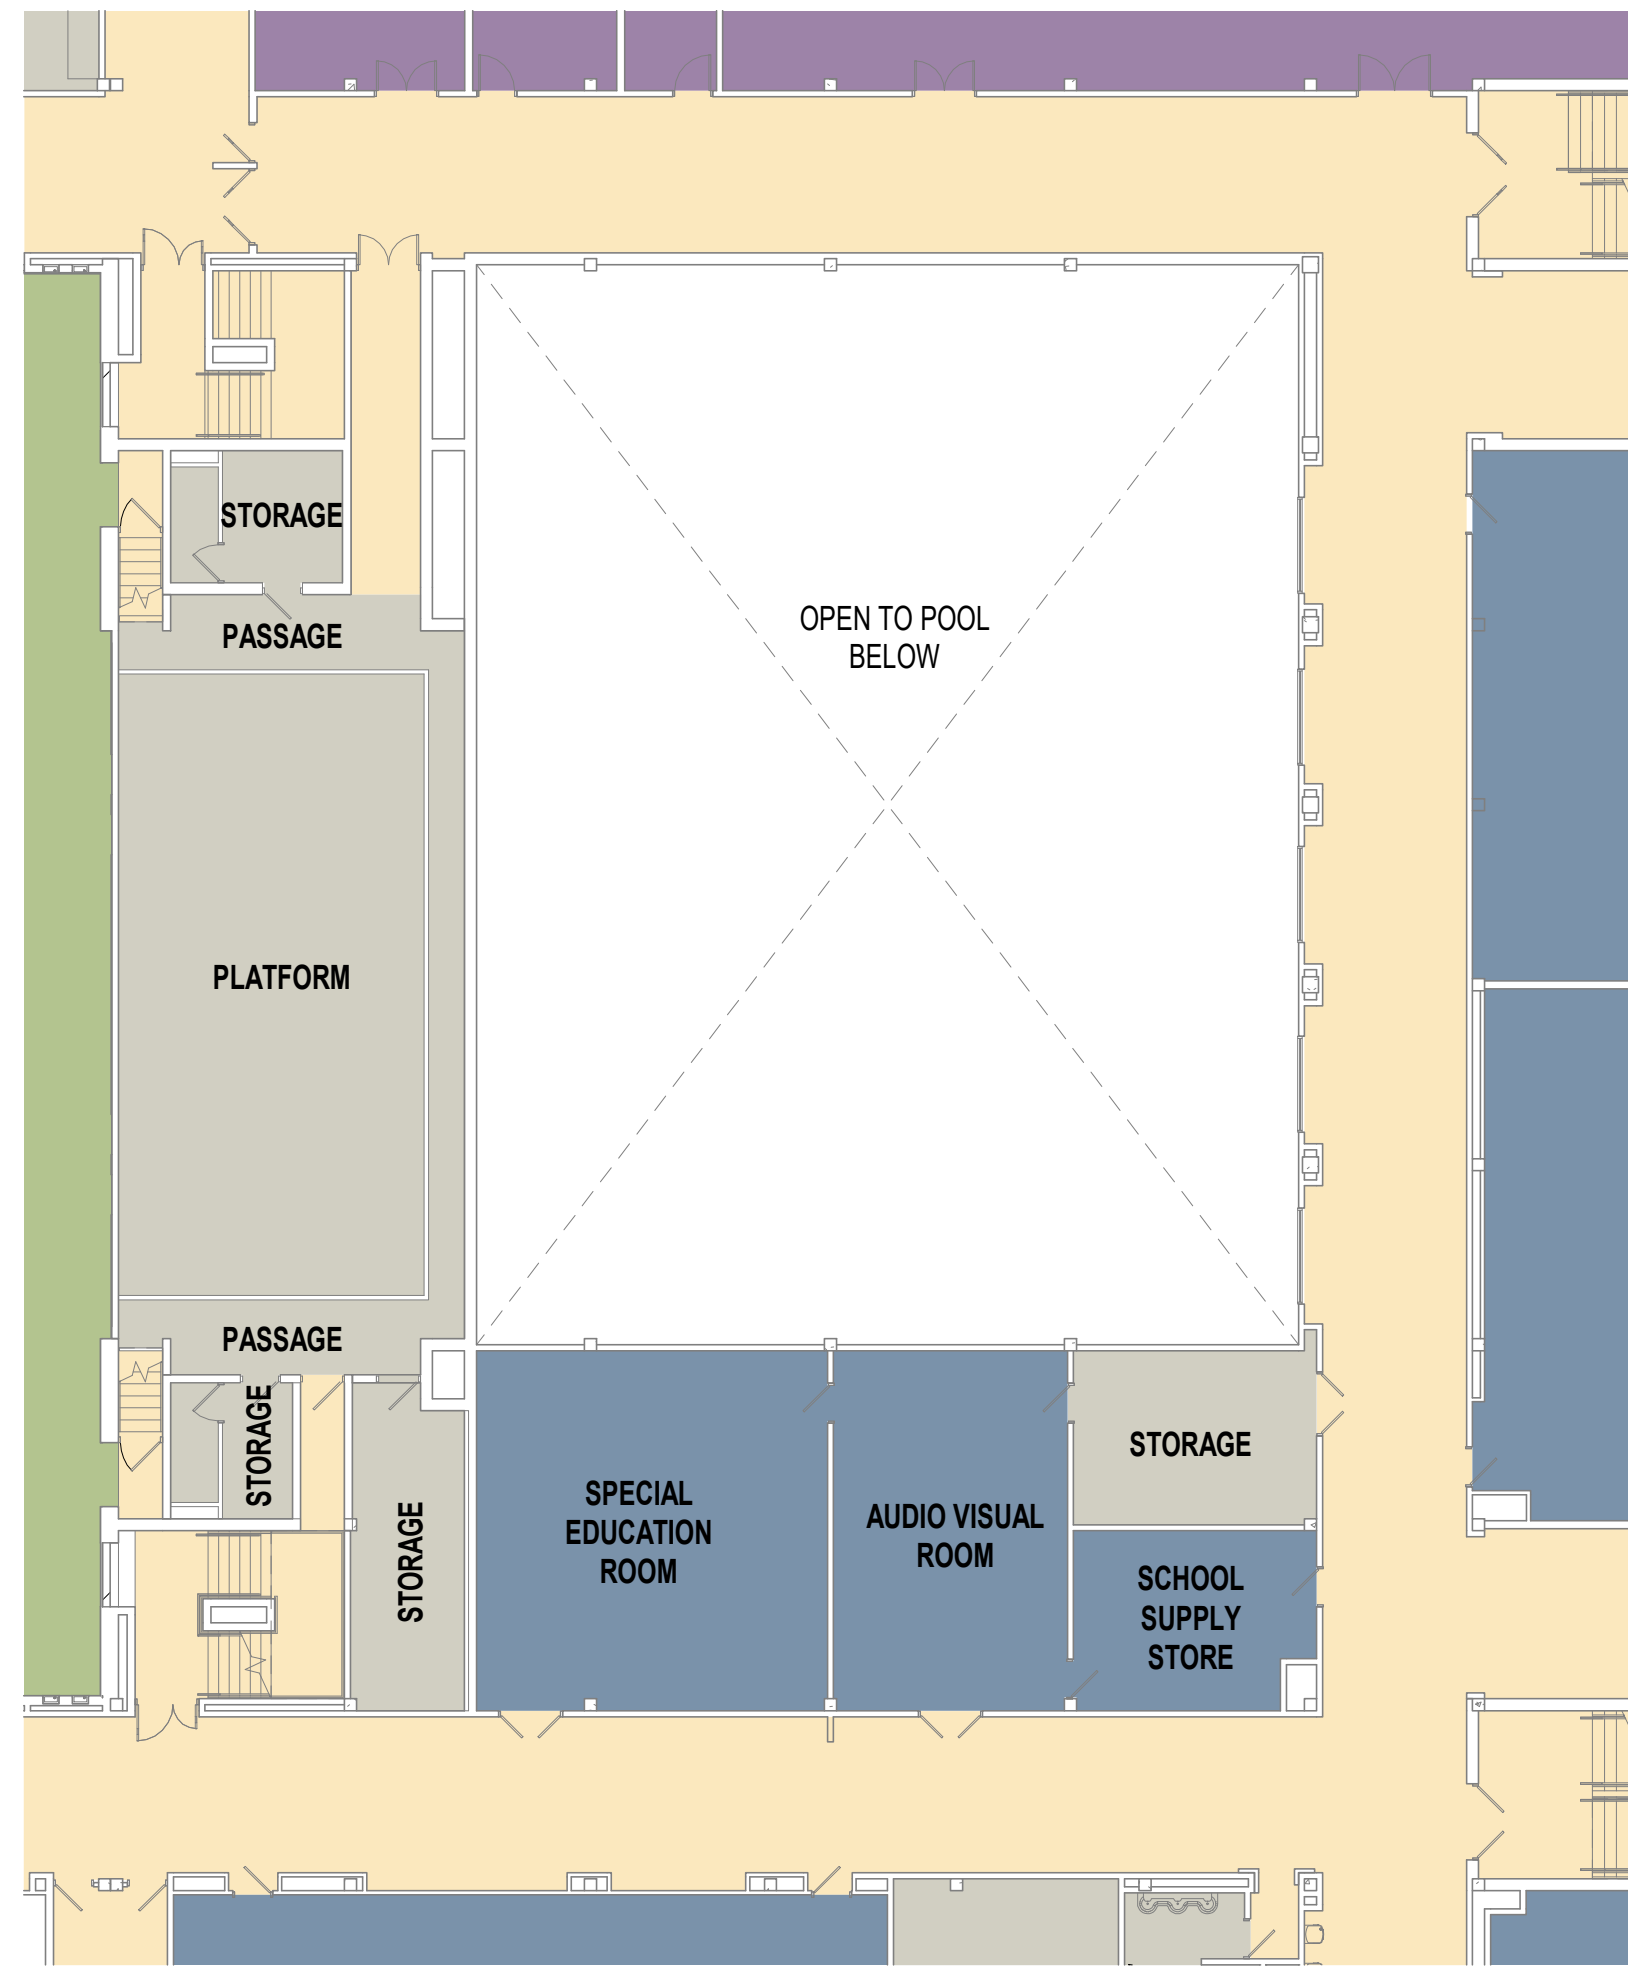 STORAGE
PASSAGE
OPEN TO POOL
BELOW
PLATFORM
PASSAGE
STORAGE
STORAGE
SPECIAL
EDUCATION
ROOM
AUDIO VISUAL
ROOM
STORAGE
SCHOOL
SUPPLY
STORE